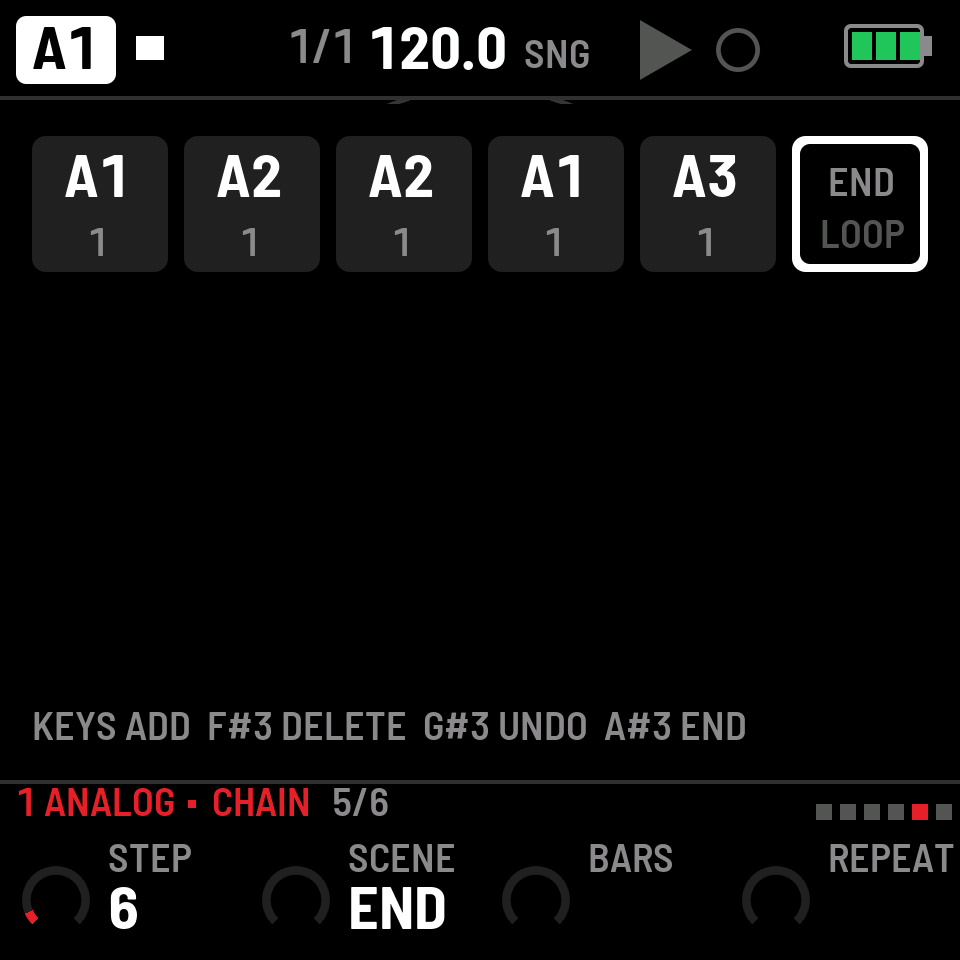 A1 1/1 120.0 SNG
A1 A2 A2 A1 A3 END
1 1 1 1 1 LOOP
KEYS ADD F#3 DELETE G#3 UNDO A#3 END
1 ANALOG · CHAIN 5/6
STEP SCENE BARS REPEAT
6 END